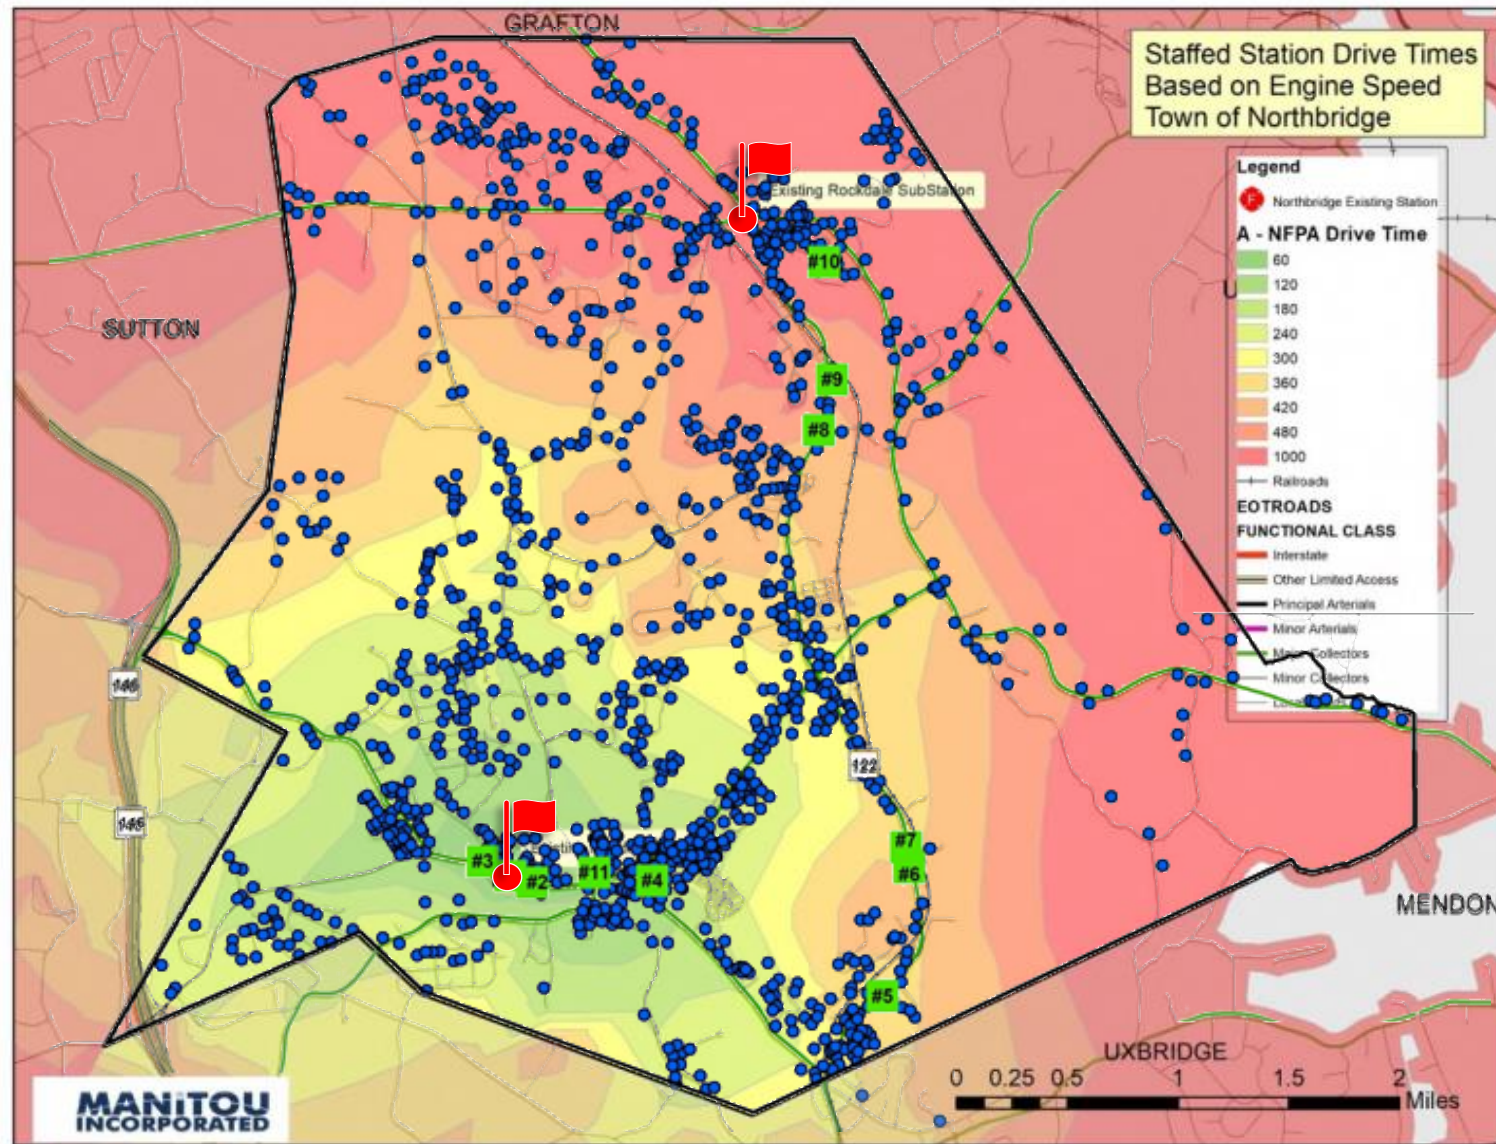 GRAFTON
Staffed Station Drive Times
Based on Engine Speed
Town of Northbridge
Legend
Northbridge Existing Station
A - NFPA Drive Time
60
120
180
240
300
360
420
480
1000
Railroads
EOTROADS
FUNCTIONAL CLASS
Interstate
Other Limited Access
Principal Arterials
Minor Arterials
Major Collectors
Minor Collectors
Existing Rockdale SubStation
#10
SUTTON
#9
#8
146
122
146
#7
#3
#11
#6
#2
#4
MENDON
#5
UXBRIDGE
0 0.25 0.5 1 1.5 2
Miles
MANITOU
INCORPORATED